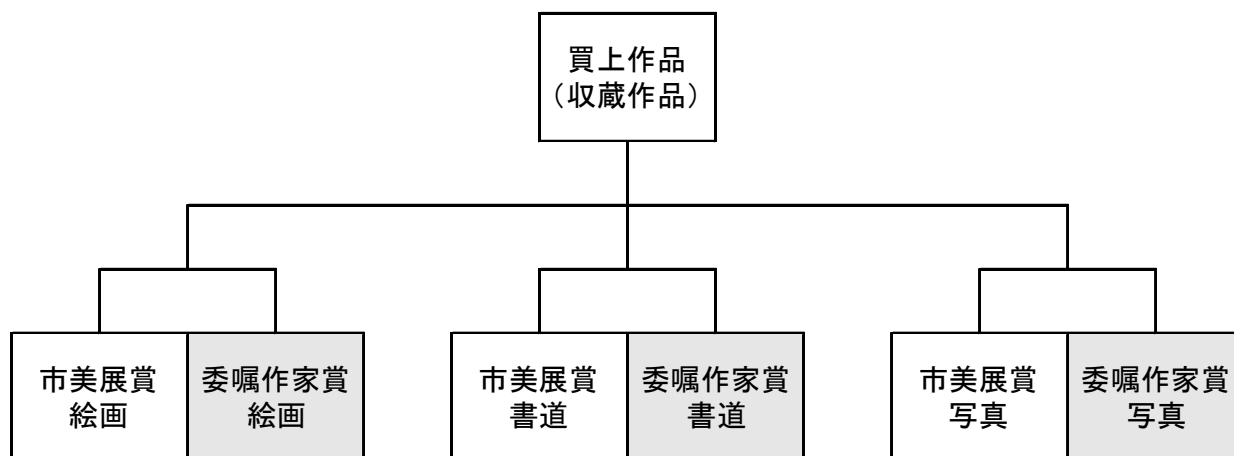 買上作品
（収蔵作品）
市美展賞
絵画
委嘱作家賞
絵画
市美展賞
書道
委嘱作家賞
書道
市美展賞
写真
委嘱作家賞
写真